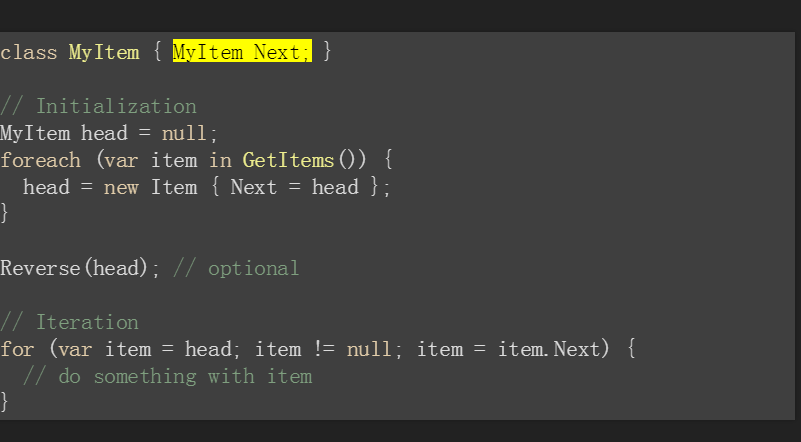 class MyItem { MyItem Next; }
// Initialization
MyItem head = null;
foreach (var item in GetItems()) {
head = new Item { Next = head };
}
Reverse(head); // optional
// Iteration
for (var item = head; item != null; item = item.Next) {
// do something with item
}